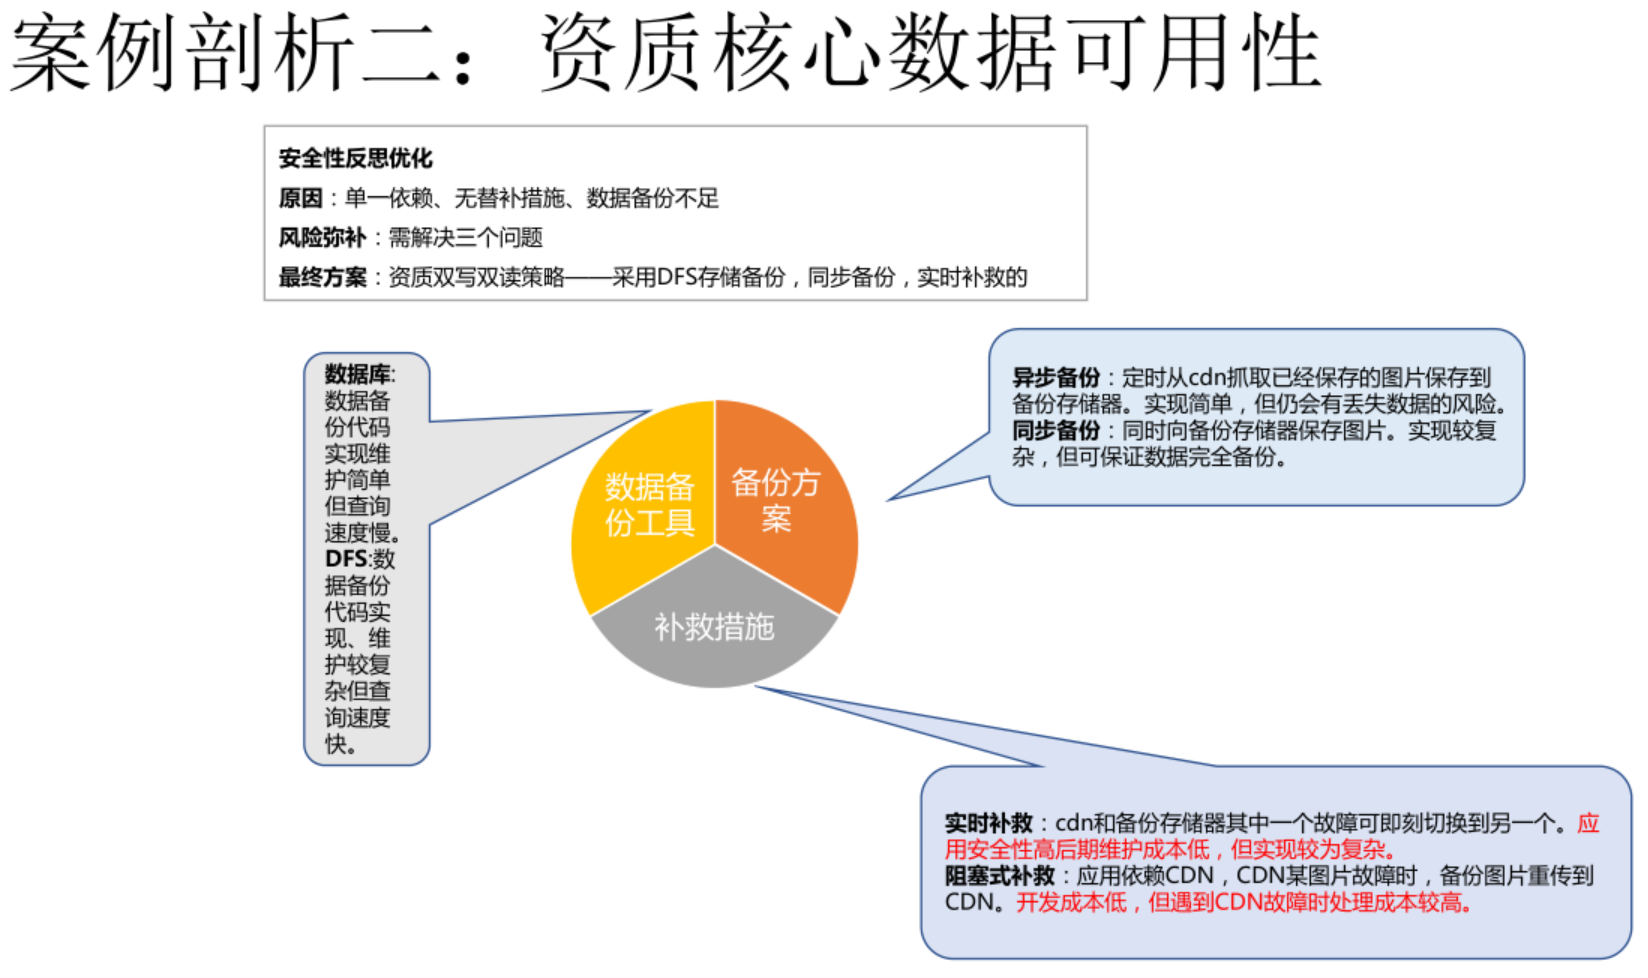 案例剖析二：资质核心数据可用性
安全性反思优化
原因：单一依赖、无替补措施、数据备份不足
风险弥补：需解决三个问题
最终方案：资质双写双读策略——采用DFS存储备份，同步备份，实时补救的
数据库:
数据备
份代码
实现维
护简单
但查询
速度慢。
DFS:数
据备份
代码实
现、维
护较复
杂但查
询速度
快。
数据备
份工具
备份方
案
补救措施
异步备份：定时从cdn抓取已经保存的图片保存到
备份存储器。实现简单，但仍会有丢失数据的风险。
同步备份：同时向备份存储器保存图片。实现较复
杂，但可保证数据完全备份。
实时补救：cdn和备份存储器其中一个故障可即刻切换到另一个。应
用安全性高后期维护成本低，但实现较为复杂。
阻塞式补救：应用依赖CDN，CDN某图片故障时，备份图片重传到
CDN。开发成本低，但遇到CDN故障时处理成本较高。